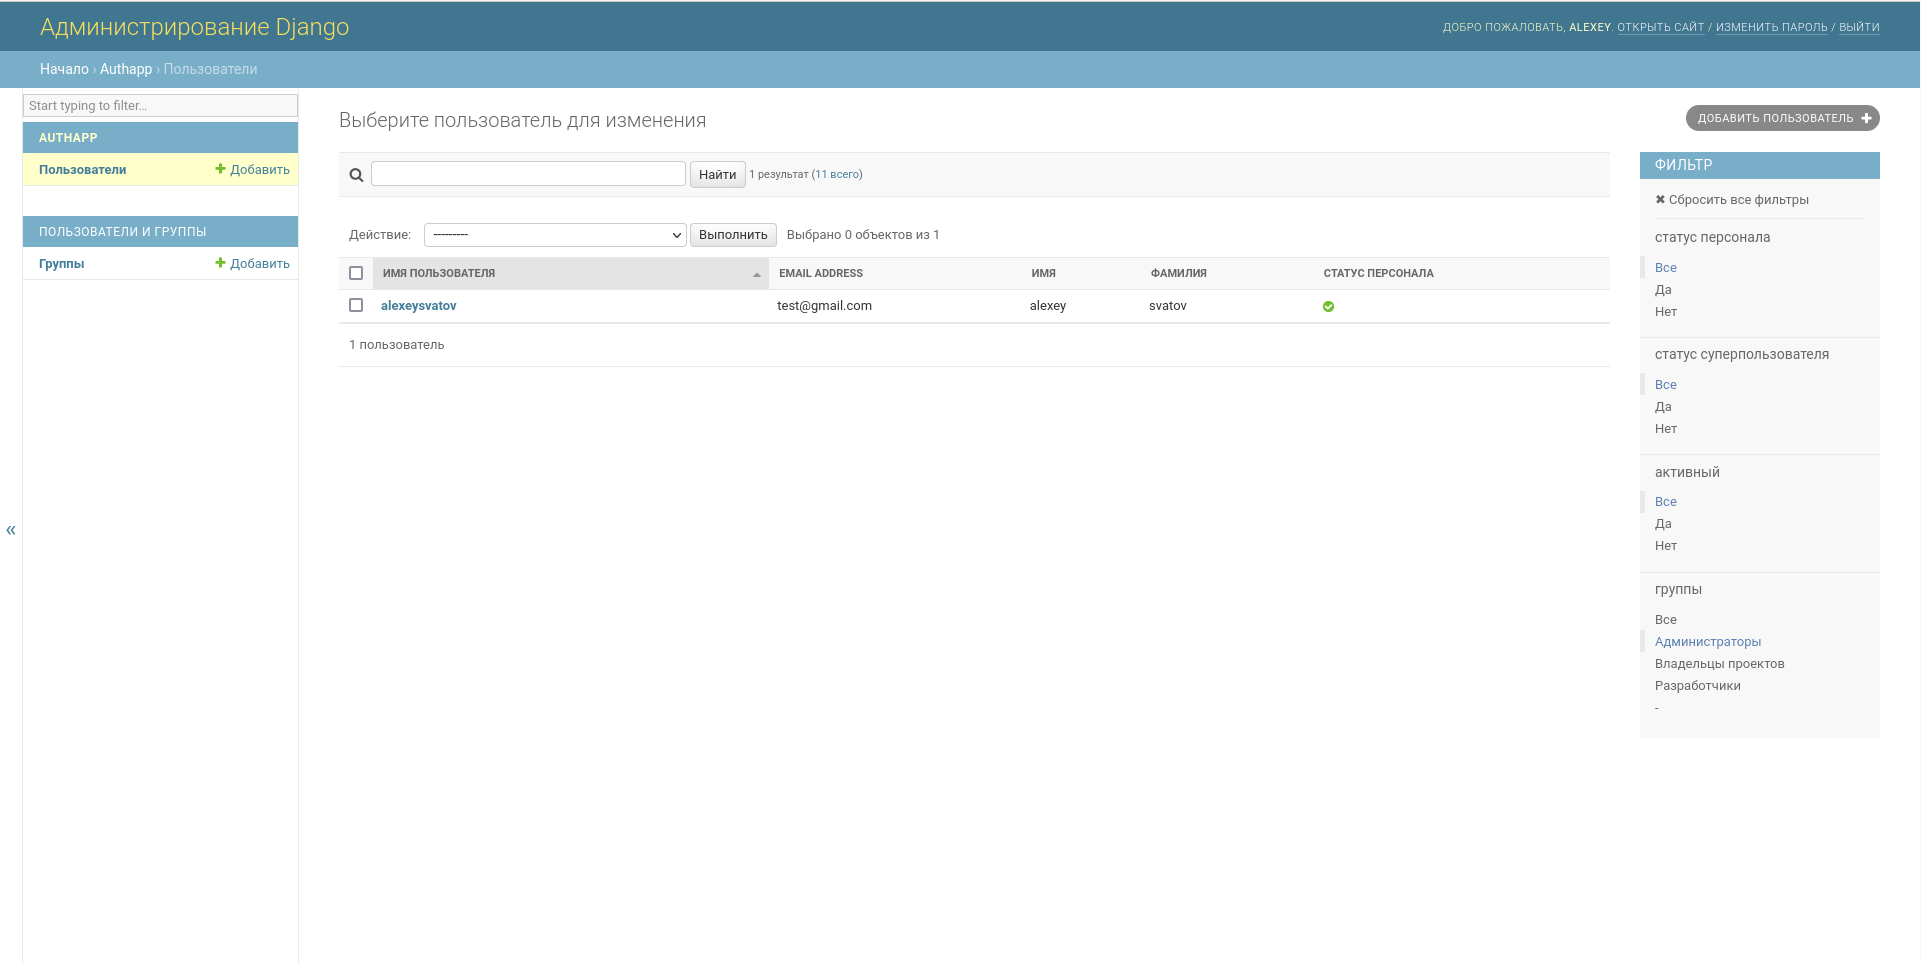 Администрирование Django
ДОБРО ПОЖАЛОВАТЬ, ALEXEY. ОТКРЫТЬ САЙТ / ИЗМЕНИТЬ ПАРОЛЬ / ВЫЙТИ
Начало › Authapp › Пользователи
Start typing to filter...
AUTHAPP
Пользователи
Добавить
ПОЛЬЗОВАТЕЛИ И ГРУППЫ
Группы
Добавить
«
Выберите пользователь для изменения
ДОБАВИТЬ ПОЛЬЗОВАТЕЛЬ
Найти
1 результат (11 всего)
Действие: --------- Выполнить Выбрано 0 объектов из 1
ИМЯ ПОЛЬЗОВАТЕЛЯ EMAIL ADDRESS ИМЯ ФАМИЛИЯ СТАТУС ПЕРСОНАЛА
alexeysvatov test@gmail.com alexey svatov
1 пользователь
ФИЛЬТР
✖ Сбросить все фильтры
статус персонала
Все
Да
Нет
статус суперпользователя
Все
Да
Нет
активный
Все
Да
Нет
группы
Все
Администраторы
Владельцы проектов
Разработчики
-